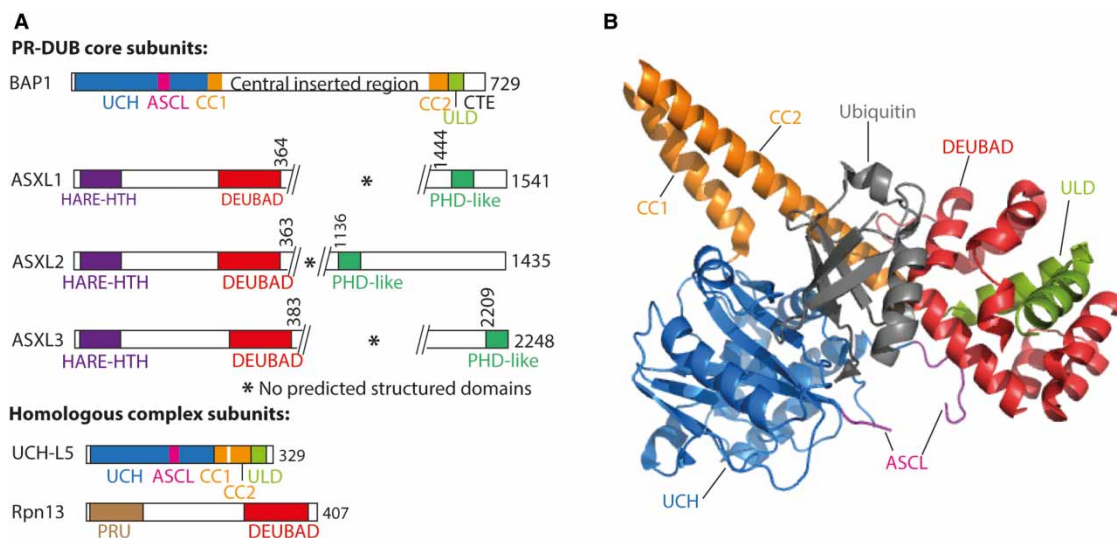 A
PR-DUB core subunits:
BAP1
Central inserted region
729
UCH
ASCL
CC1
CC2
CTE
ULD
ASXL1
364
*
1444
1541
HARE-HTH
DEUBAD
PHD-like
ASXL2
363
*
1136
1435
HARE-HTH
DEUBAD
PHD-like
ASXL3
383
*
2209
2248
HARE-HTH
DEUBAD
PHD-like
* No predicted structured domains
Homologous complex subunits:
UCH-L5
329
UCH
ASCL
CC1
ULD
CC2
Rpn13
407
PRU
DEUBAD
B
CC2
Ubiquitin
DEUBAD
ULD
CC1
ASCL
UCH